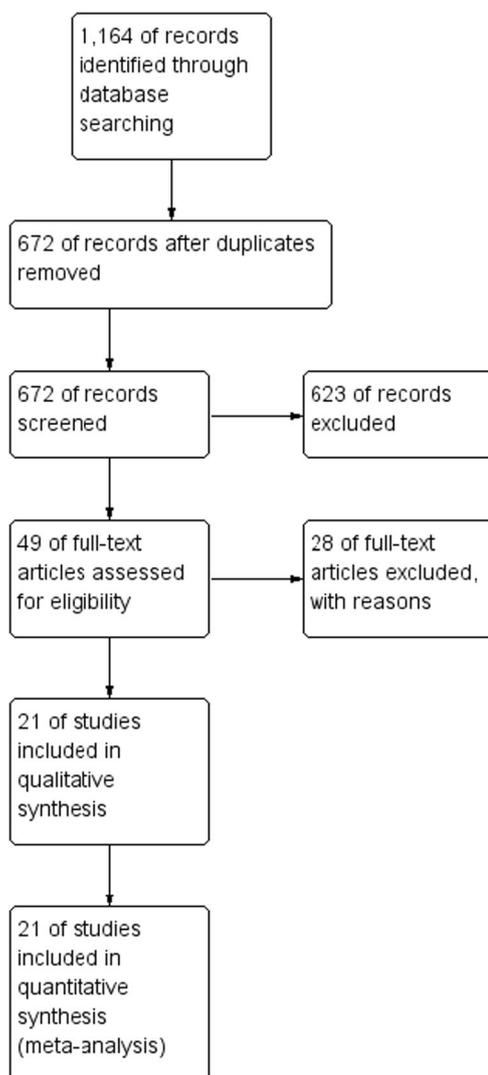 1,164 of records
identified through
database
searching
672 of records after duplicates
removed
672 of records
screened
623 of records
excluded
49 of full-text
articles assessed
for eligibility
28 of full-text
articles excluded,
with reasons
21 of studies
included in
qualitative
synthesis
21 of studies
included in
quantitative
synthesis
(meta-analysis)